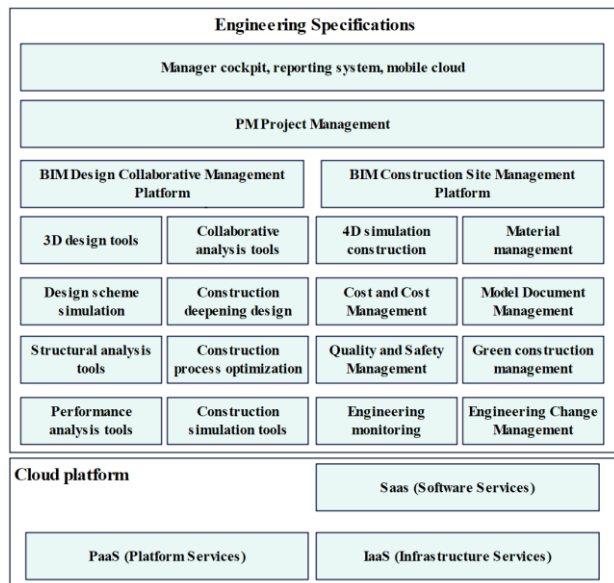 Engineering Specifications
Manager cockpit, reporting system, mobile cloud
PM Project Management
BIM Design Collaborative Management
Platform
BIM Construction Site Management
Platform
3D design tools
Collaborative
analysis tools
4D simulation
construction
Material
management
Design scheme
simulation
Construction
deepening design
Cost and Cost
Management
Model Document
Management
Structural analysis
tools
Construction
process optimization
Quality and Safety
Management
Green construction
management
Performance
analysis tools
Construction
simulation tools
Engineering
monitoring
Engineering Change
Management
Cloud platform
Saas (Software Services)
PaaS (Platform Services)
IaaS (Infrastructure Services)